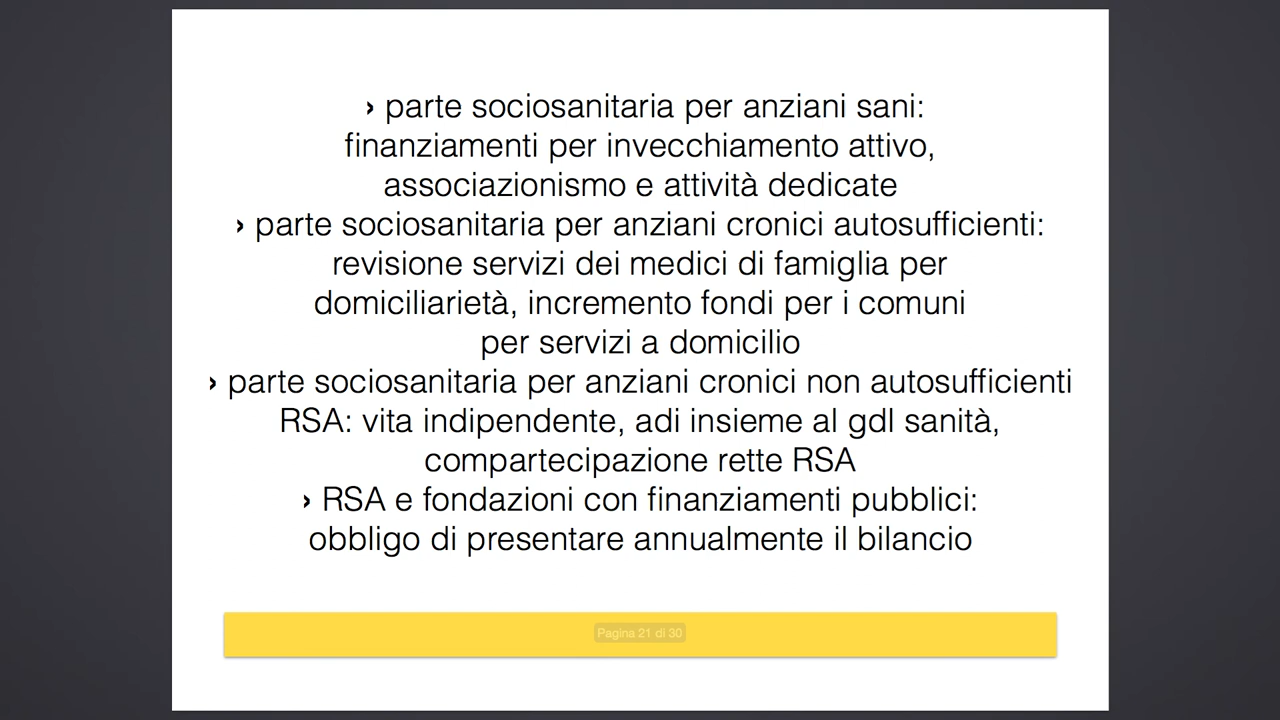 › parte sociosanitaria per anziani sani:
finanziamenti per invecchiamento attivo,
associazionismo e attività dedicate
› parte sociosanitaria per anziani cronici autosufficienti:
revisione servizi dei medici di famiglia per
domiciliarietà, incremento fondi per i comuni
per servizi a domicilio
› parte sociosanitaria per anziani cronici non autosufficienti
RSA: vita indipendente, adi insieme al gdl sanità,
compartecipazione rette RSA
› RSA e fondazioni con finanziamenti pubblici:
obbligo di presentare annualmente il bilancio
Pagina 21 di 30